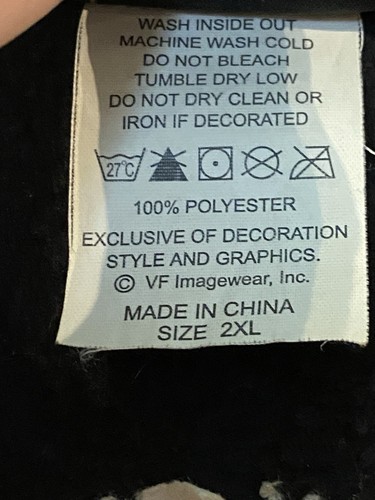 WASH INSIDE OUT
MACHINE WASH COLD
DO NOT BLEACH
TUMBLE DRY LOW
DO NOT DRY CLEAN OR
IRON IF DECORATED
27°C
100% POLYESTER
EXCLUSIVE OF DECORATION
STYLE AND GRAPHICS.
© VF Imagewear, Inc.
MADE IN CHINA
SIZE 2XL